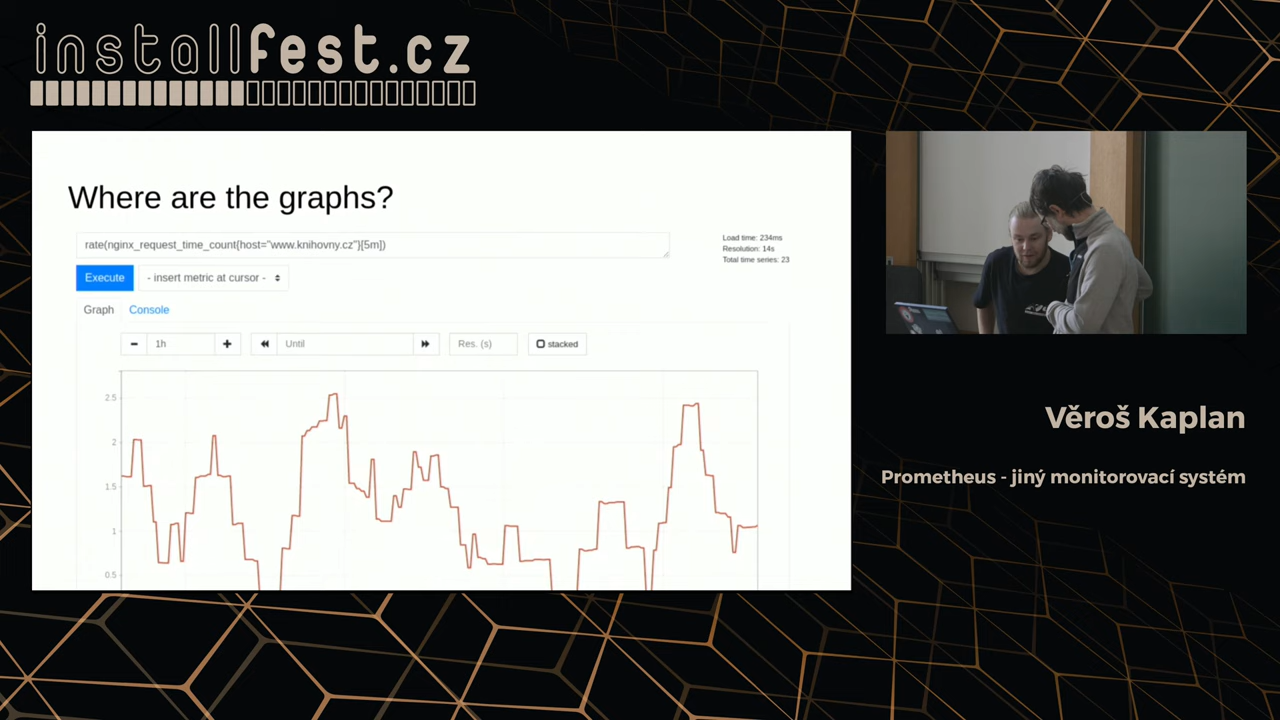 installfest.cz
Where are the graphs?
rate(nginx_request_time_count{host="www.knihovny.cz"}[5m])
Load time: 234ms
Resolution: 14s
Total time series: 23
Execute
- insert metric at cursor -
Graph
Console
1h
Until
Res. (s)
stacked
2.5
2
1.5
1
0.5
Věroš Kaplan
Prometheus - jiný monitorovací systém